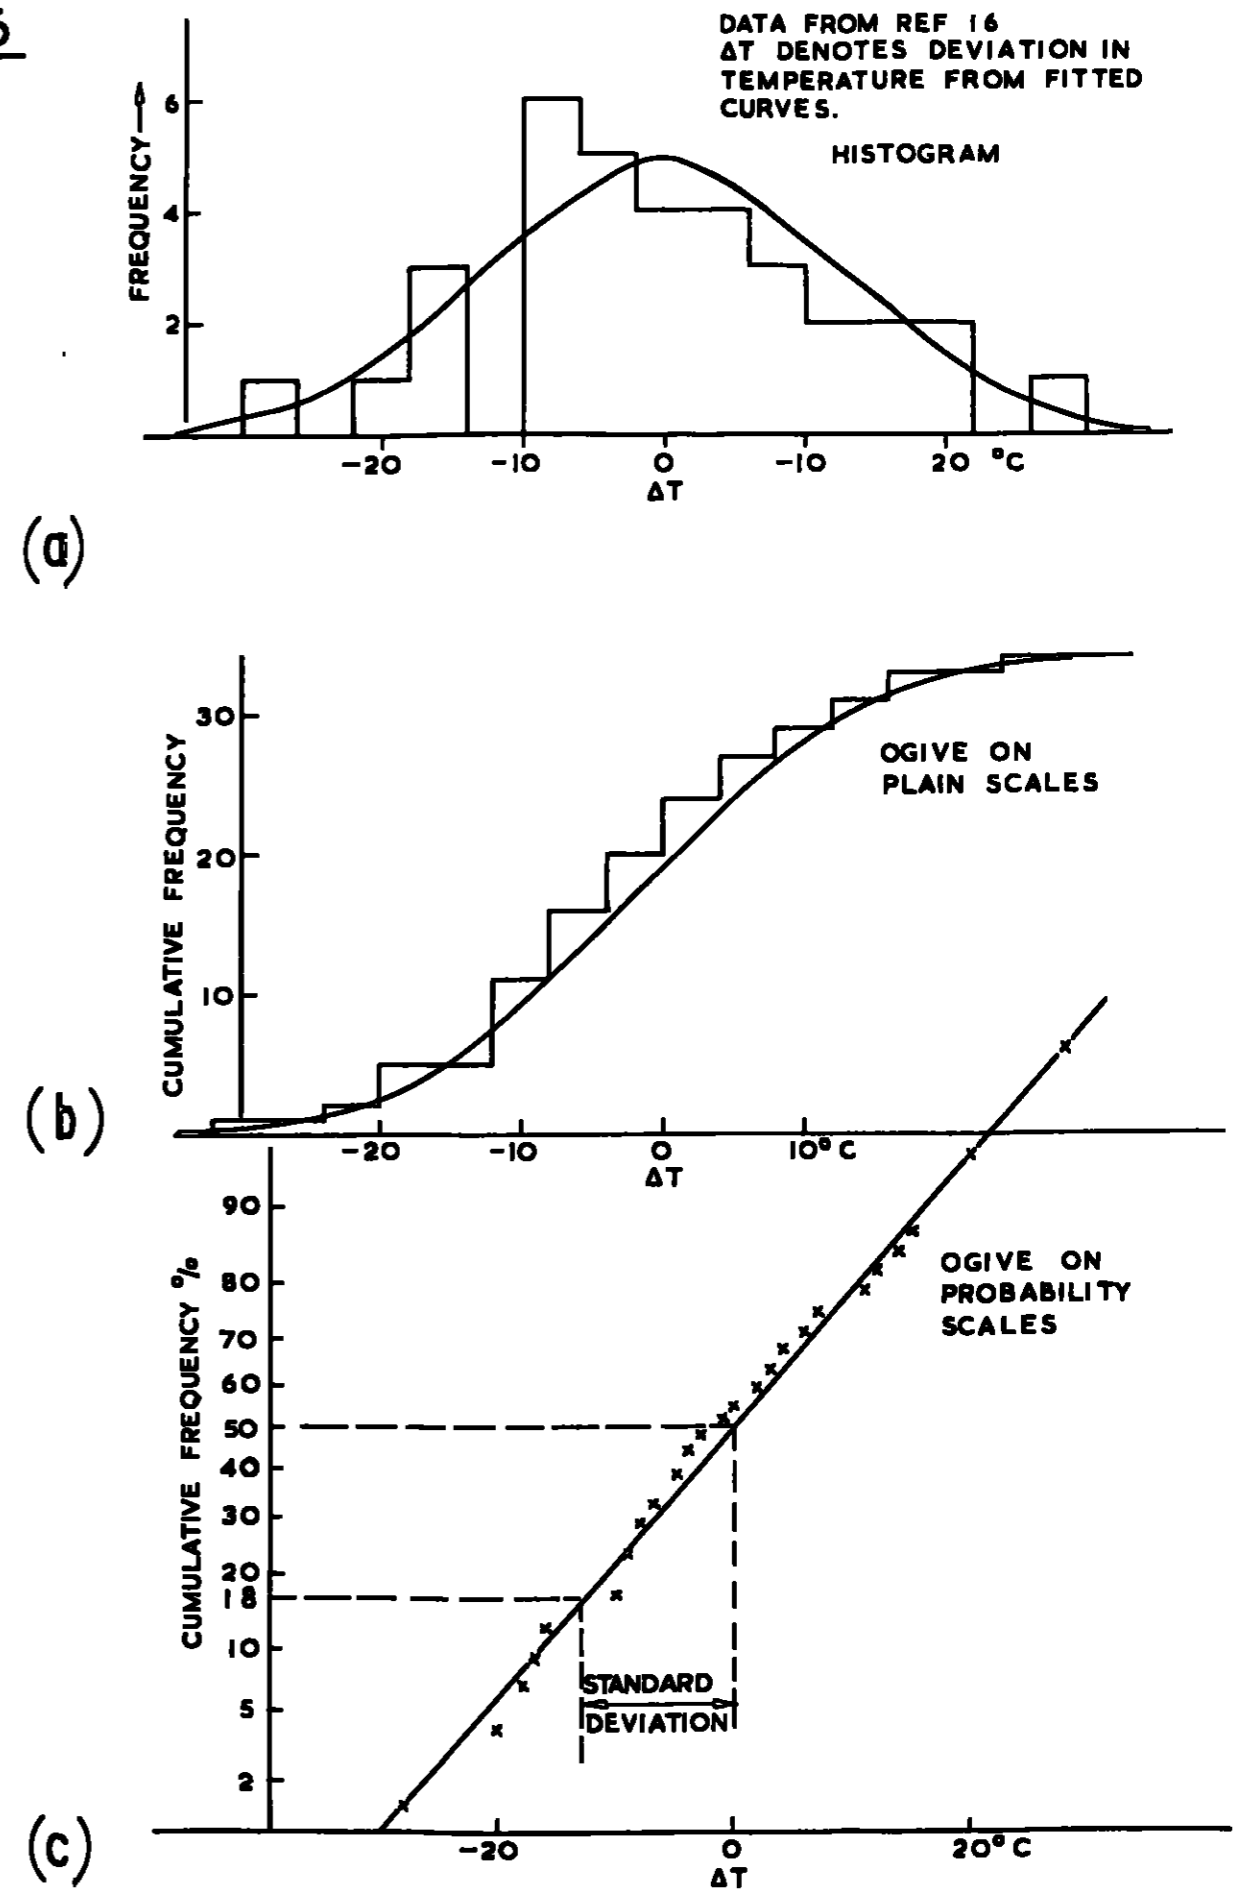 5
DATA FROM REF 16
ΔT DENOTES DEVIATION IN
TEMPERATURE FROM FITTED
CURVES.
HISTOGRAM
FREQUENCY
6
4
2
-20 -10 0 -10 20 °C
ΔT
(a)
CUMULATIVE FREQUENCY
30
20
10
OGIVE ON
PLAIN SCALES
(b)
-20 -10 0 10° C
ΔT
CUMULATIVE FREQUENCY %
90
80
70
60
50
40
30
20
18
10
5
2
OGIVE ON
PROBABILITY
SCALES
STANDARD
DEVIATION
(c)
-20 0 20° C
ΔT